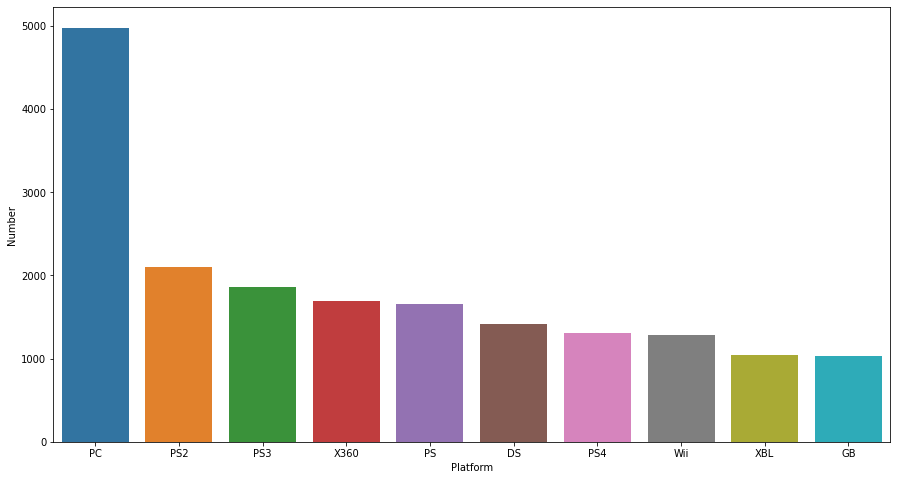 5000
4000
3000
2000
1000
0
Number
PC PS2 PS3 X360 PS DS PS4 Wii XBL GB
Platform